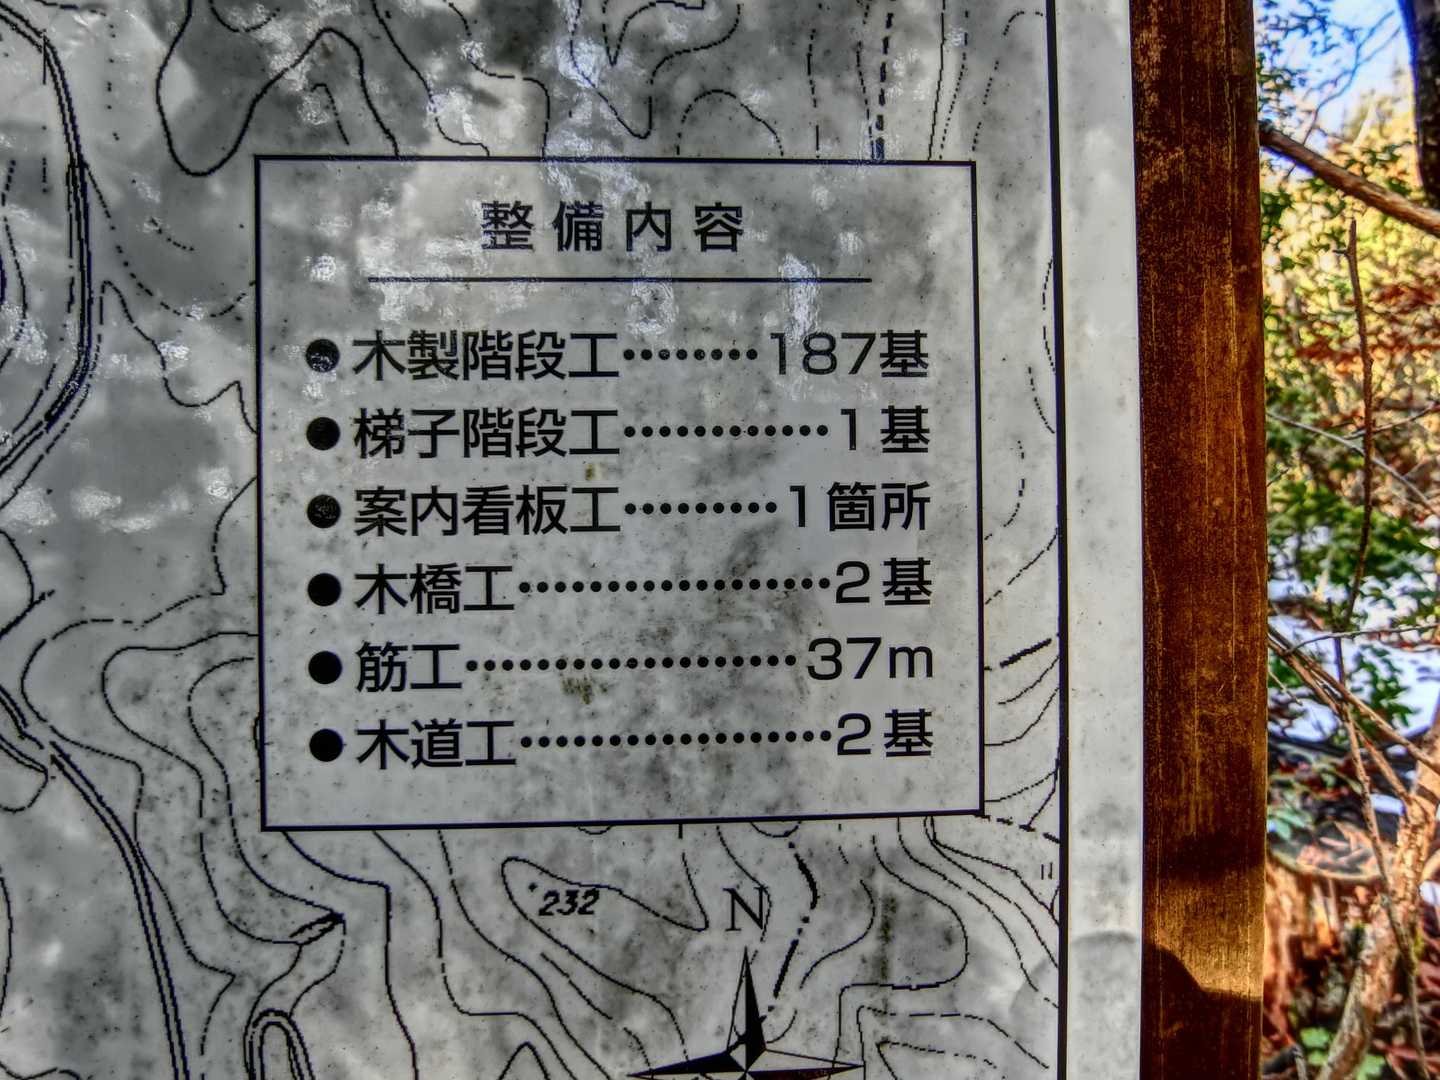 整備内容
●木製階段工········187基
●梯子階段工············1基
●案内看板工·········1箇所
●木橋工··················2基
●筋工···················37m
●木道工··················2基
232
N